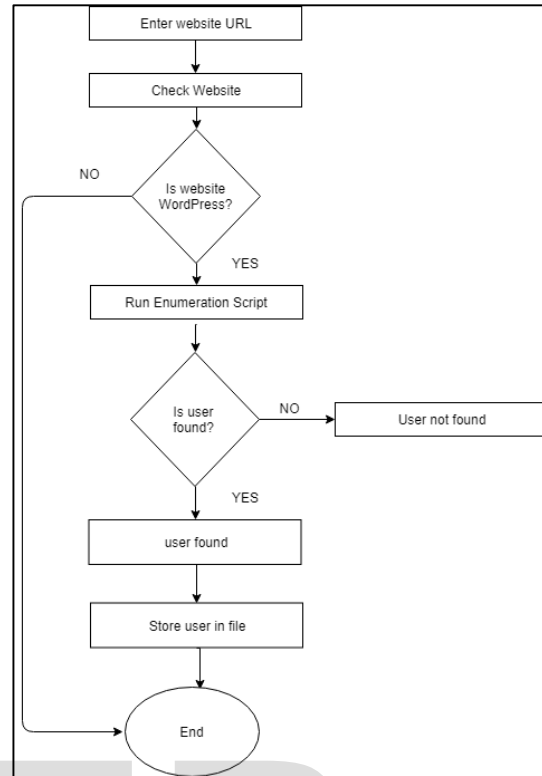 Enter website URL
Check Website
NO
Is website
WordPress?
YES
Run Enumeration Script
Is user
found?
NO
User not found
YES
user found
Store user in file
End